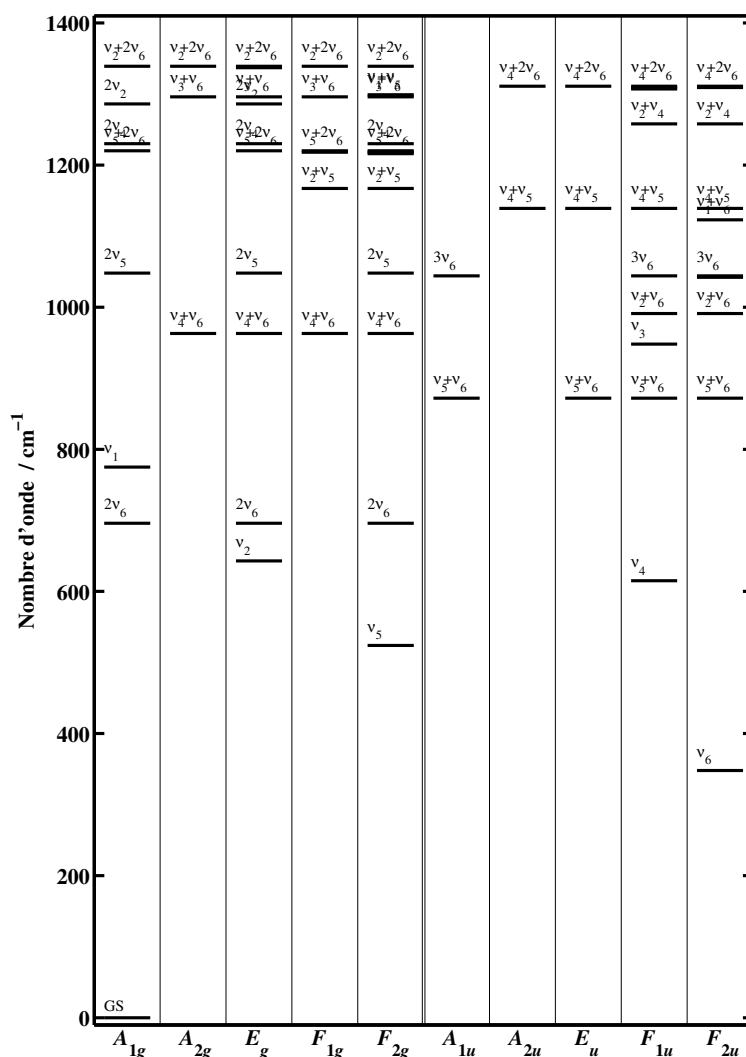 1400
ν2+2ν6 ν2+2ν6 ν2+2ν6 ν2+2ν6 ν2+2ν6 ν4+2ν6 ν4+2ν6 ν4+2ν6 ν4+2ν6
2ν2 ν3+ν6 ν3+ν6 ν3+ν6
ν2+ν4 ν2+ν4
2ν4 2ν4 2ν4
ν5+2ν6 ν5+2ν6 ν5+2ν6 ν5+2ν6
1200
ν2+ν5 ν2+ν5 ν4+ν5 ν4+ν5 ν4+ν5 ν4+ν5
ν1+ν6
2ν5 2ν5 2ν5 3ν6 3ν6 3ν6
1000
ν2+ν6 ν2+ν6
ν4+ν6 ν4+ν6 ν4+ν6 ν4+ν6 ν3
ν5+ν6 ν5+ν6 ν5+ν6 ν5+ν6
800
ν1
2ν6 2ν6 2ν6
ν2
600
ν4
ν5
400
ν6
200
GS
0
A1g A2g Eg F1g F2g A1u A2u Eu F1u F2u
Nombre d'onde / cm−1